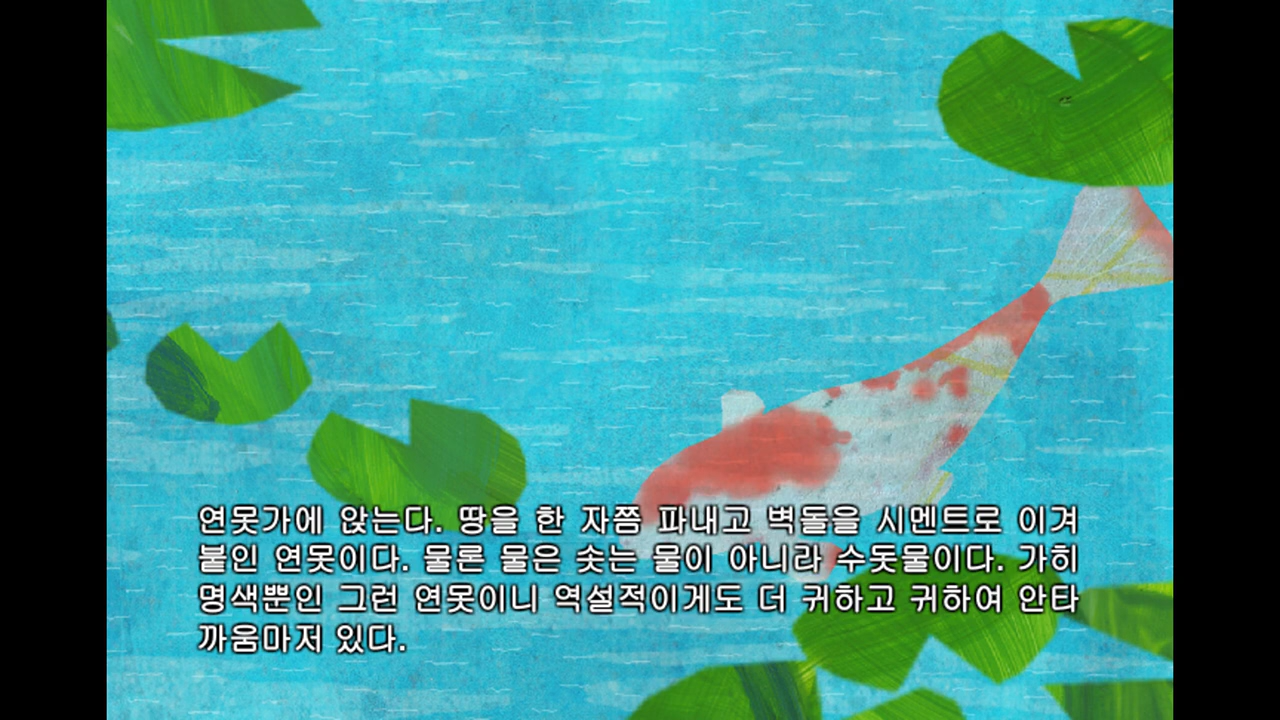 연못가에 앉는다. 땅을 한 자쯤 파내고 벽돌을 시멘트로 이겨
붙인 연못이다. 물론 물은 솟는 물이 아니라 수돗물이다. 가히
명색뿐인 그런 연못이니 역설적이게도 더 귀하고 귀하여 안타
까움마저 있다.